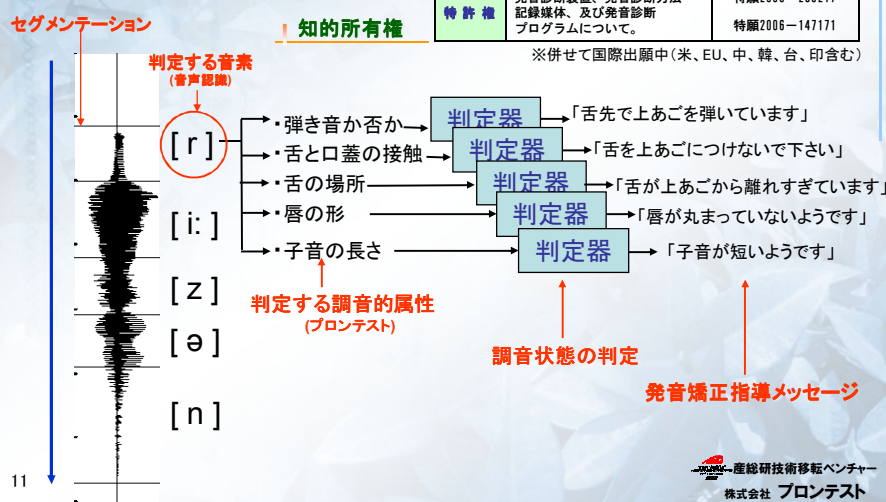 セグメンテーション
知的所有権
特許権
記録媒体、及び発音診断
プログラムについて。
特願2006－147171
※併せて国際出願中(米、EU、中、韓、台、印含む)
判定する音素
(音声認識)
[ r ]
・弾き音か否か
判定器
「舌先で上あごを弾いています」
・舌と口蓋の接触
判定器
「舌を上あごにつけないで下さい」
・舌の場所
判定器
「舌が上あごから離れすぎています」
・唇の形
判定器
「唇が丸まっていないようです」
・子音の長さ
判定器
「子音が短いようです」
[ i: ]
[ z ]
[ ə ]
[ n ]
判定する調音的属性
(プロンテスト)
調音状態の判定
発音矯正指導メッセージ
11
産総研技術移転ベンチャー
株式会社 プロンテスト